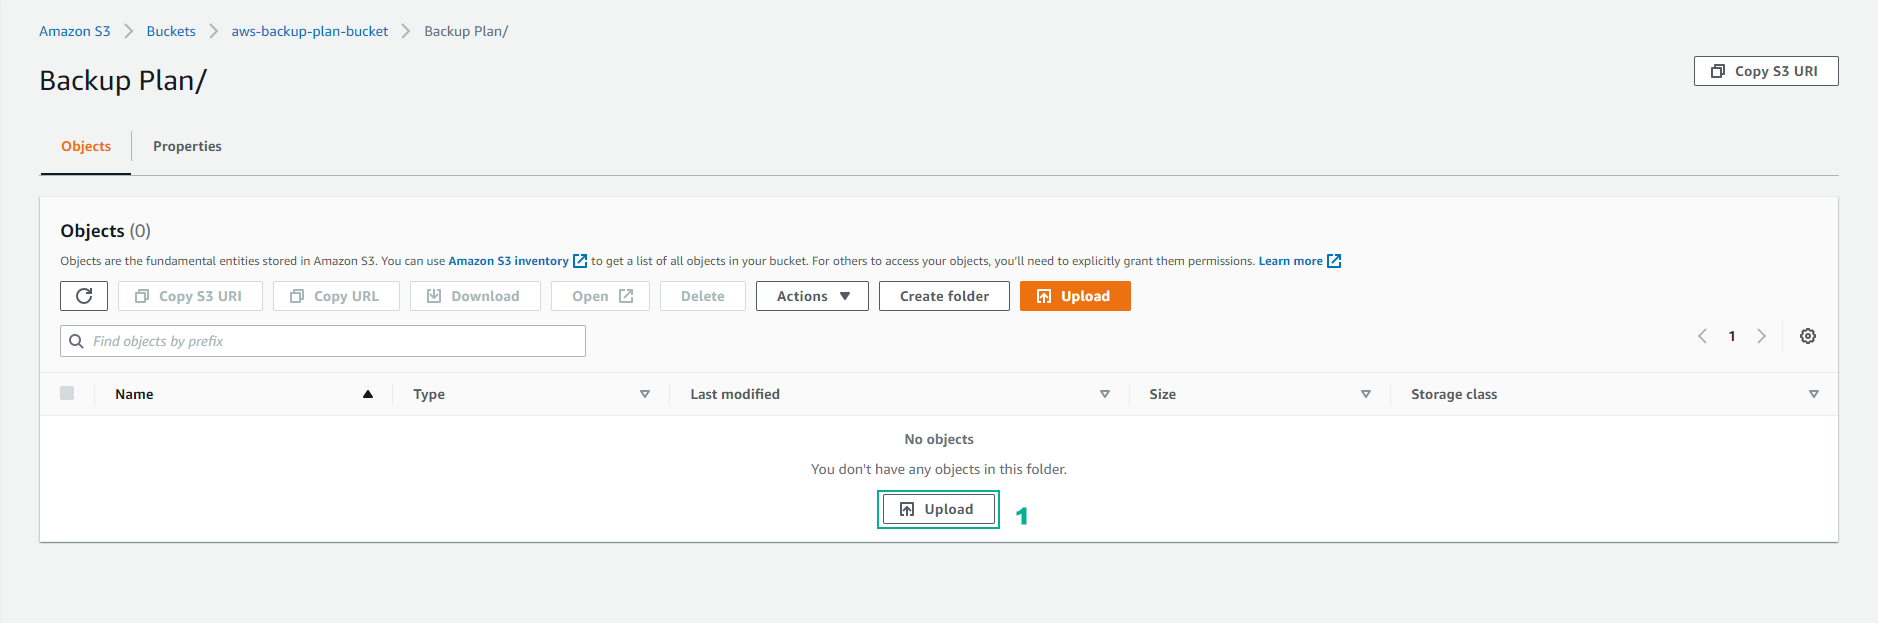 Amazon S3 Buckets aws-backup-plan-bucket Backup Plan/
Backup Plan/
Copy S3 URI
Objects Properties
Objects (0)
Objects are the fundamental entities stored in Amazon S3. You can use Amazon S3 inventory to get a list of all objects in your bucket. For others to access your objects, you'll need to explicitly grant them permissions. Learn more
Copy S3 URI Copy URL Download Open Delete Actions Create folder Upload
Find objects by prefix
1
Name Type Last modified Size Storage class
No objects
You don't have any objects in this folder.
Upload 1